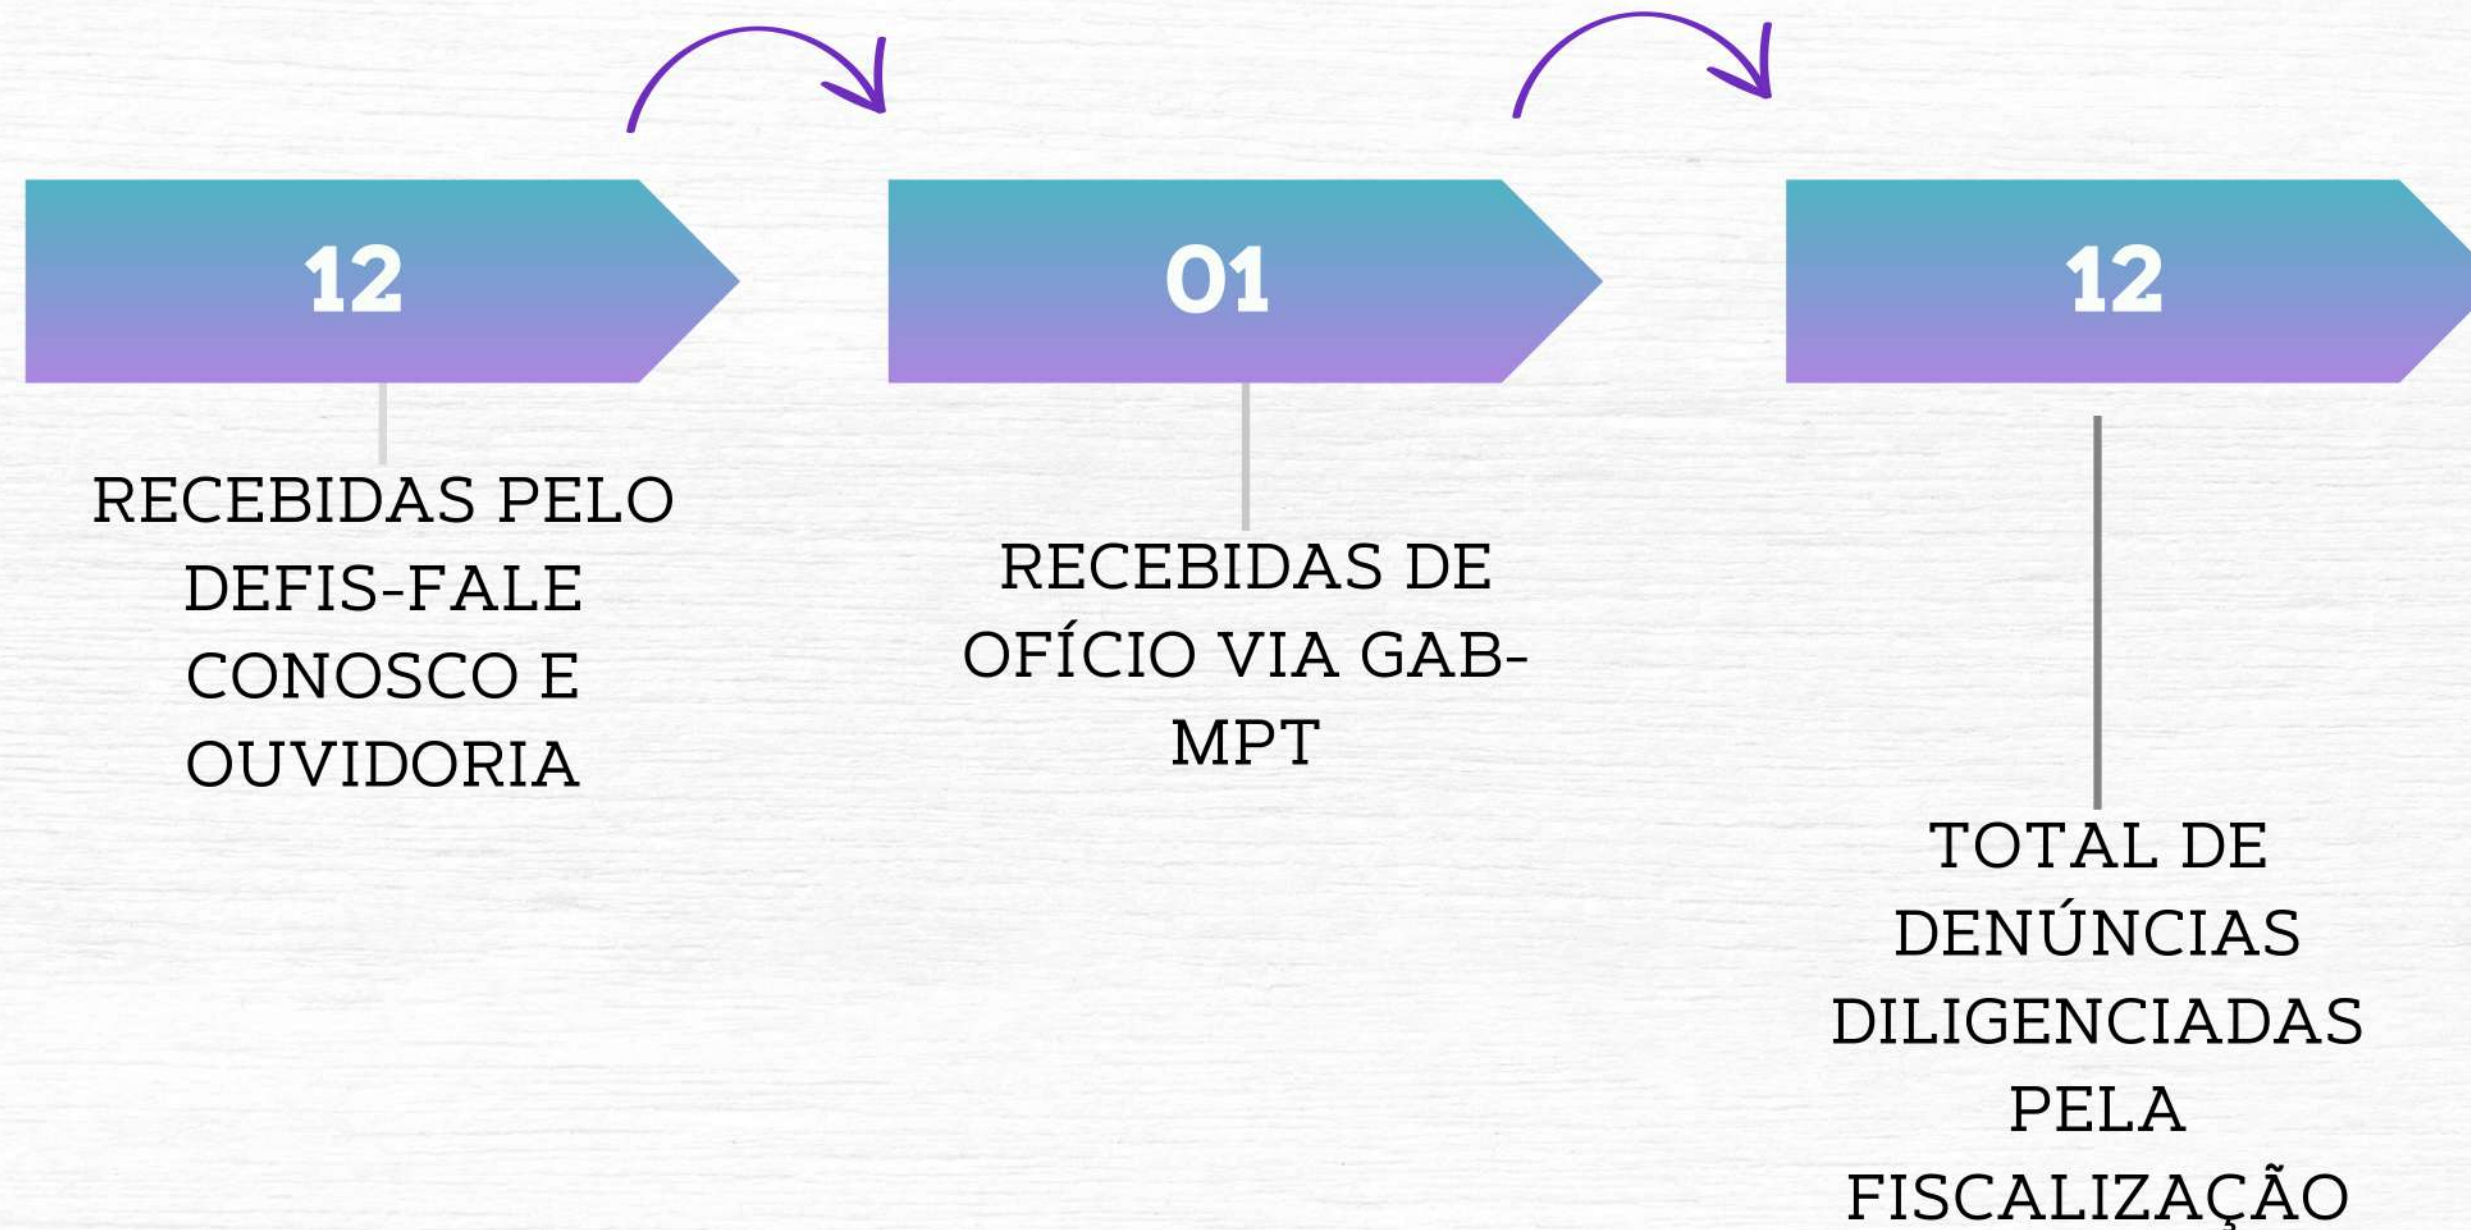 12
RECEBIDAS PELO
DEFIS-FALE
CONOSCO E
OUVIDORIA
01
RECEBIDAS DE
OFÍCIO VIA GAB-
MPT
12
TOTAL DE
DENÚNCIAS
DILIGENCIADAS
PELA
FISCALIZAÇÃO